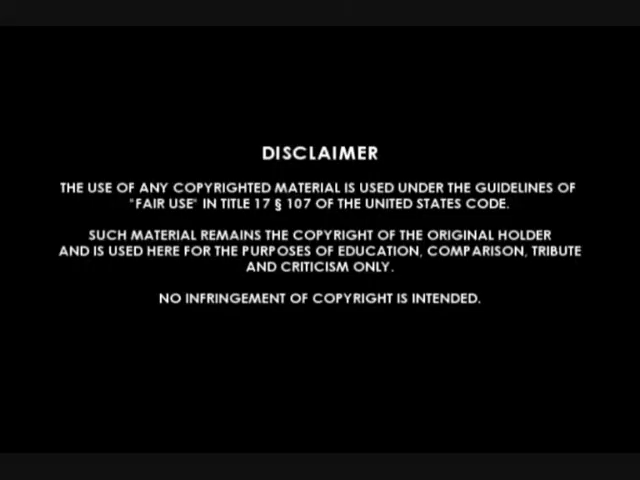 DISCLAIMER
THE USE OF ANY COPYRIGHTED MATERIAL IS USED UNDER THE GUIDELINES OF
"FAIR USE" IN TITLE 17 § 107 OF THE UNITED STATES CODE.
SUCH MATERIAL REMAINS THE COPYRIGHT OF THE ORIGINAL HOLDER
AND IS USED HERE FOR THE PURPOSES OF EDUCATION, COMPARISON, TRIBUTE
AND CRITICISM ONLY.
NO INFRINGEMENT OF COPYRIGHT IS INTENDED.